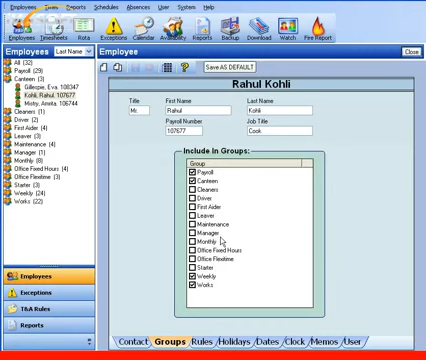 Employees Time Reports Schedules Absences User Devices Help
Employees Timesheets Rota Exceptions Calendar Availability Reports Backup Download Watch Fire Report
Employees Last Name
Employee
Close
All (32)
Payroll (29)
Canteen (3)
Gillespie, Eva. 108347
Kohli, Rahul. 107677
Mistry, Amrita. 106744
Cleaners (1)
Driver (2)
First Aider (4)
Leaver (3)
Maintenance (4)
Manager (1)
Monthly (8)
Office Fixed Hours (4)
Office Flexitime (4)
Starter (3)
Weekly (24)
Works (22)
Employees
Exceptions
T&A Rules
Reports
Save AS DEFAULT
Rahul Kohli
Title First Name Last Name
Mr. Rahul Kohli
Payroll Number Job Title
107677 Cook
Include In Groups:
Group
Payroll
Canteen
Cleaners
Driver
First Aider
Leaver
Maintenance
Manager
Monthly
Office Fixed Hours
Office Flexitime
Starter
Weekly
Works
Contact Groups Rules Holidays Dates Clock Memos User